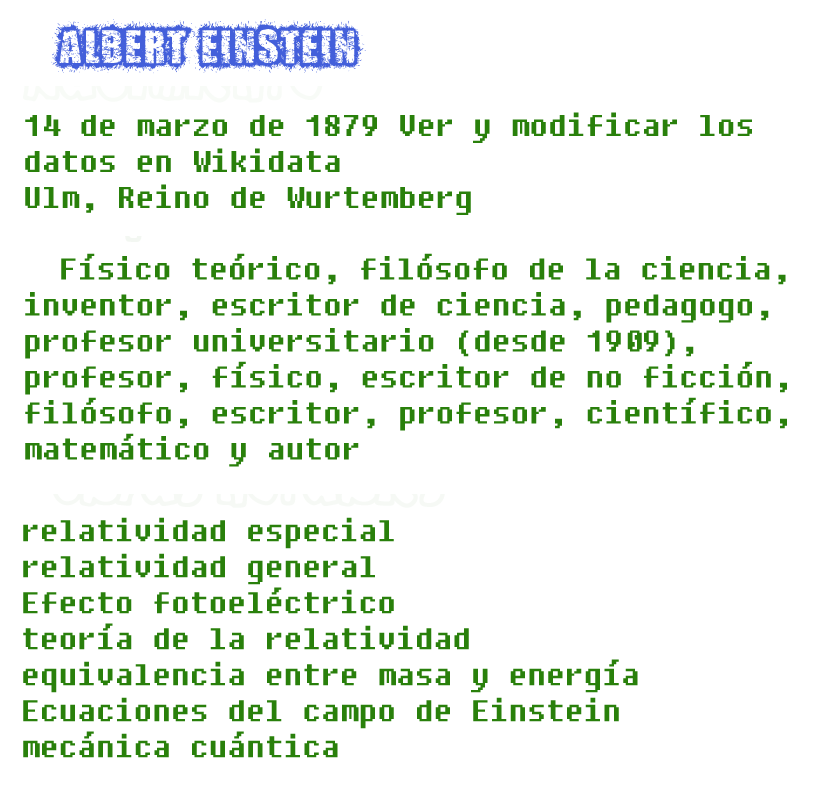 ALBERT EINSTEIN
14 de marzo de 1879 Ver y modificar los
datos en Wikidata
Ulm, Reino de Wurtemberg
Físico teórico, filósofo de la ciencia,
inventor, escritor de ciencia, pedagogo,
profesor universitario (desde 1909),
profesor, físico, escritor de no ficción,
filósofo, escritor, profesor, científico,
matemático y autor
relatividad especial
relatividad general
Efecto fotoeléctrico
teoría de la relatividad
equivalencia entre masa y energía
Ecuaciones del campo de Einstein
mecánica cuántica